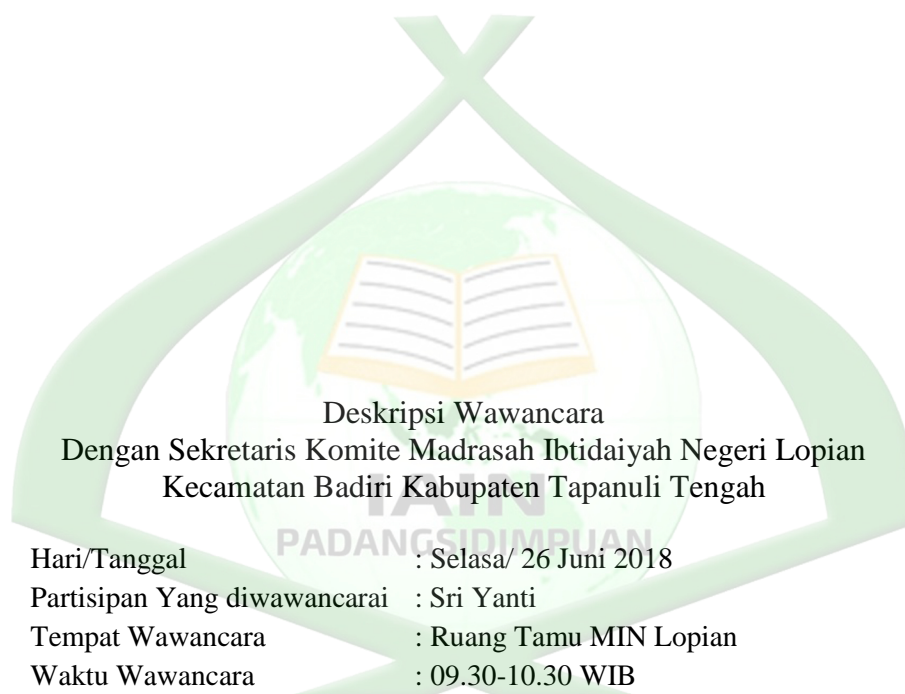 Deskripsi Wawancara
Dengan Sekretaris Komite Madrasah Ibtidaiyah Negeri Lopian
Kecamatan Badiri Kabupaten Tapanuli Tengah
IAIN
PADANGSIDIMPUAN
Hari/Tanggal : Selasa/ 26 Juni 2018
Partisipan Yang diwawancarai : Sri Yanti
Tempat Wawancara : Ruang Tamu MIN Lopian
Waktu Wawancara : 09.30-10.30 WIB